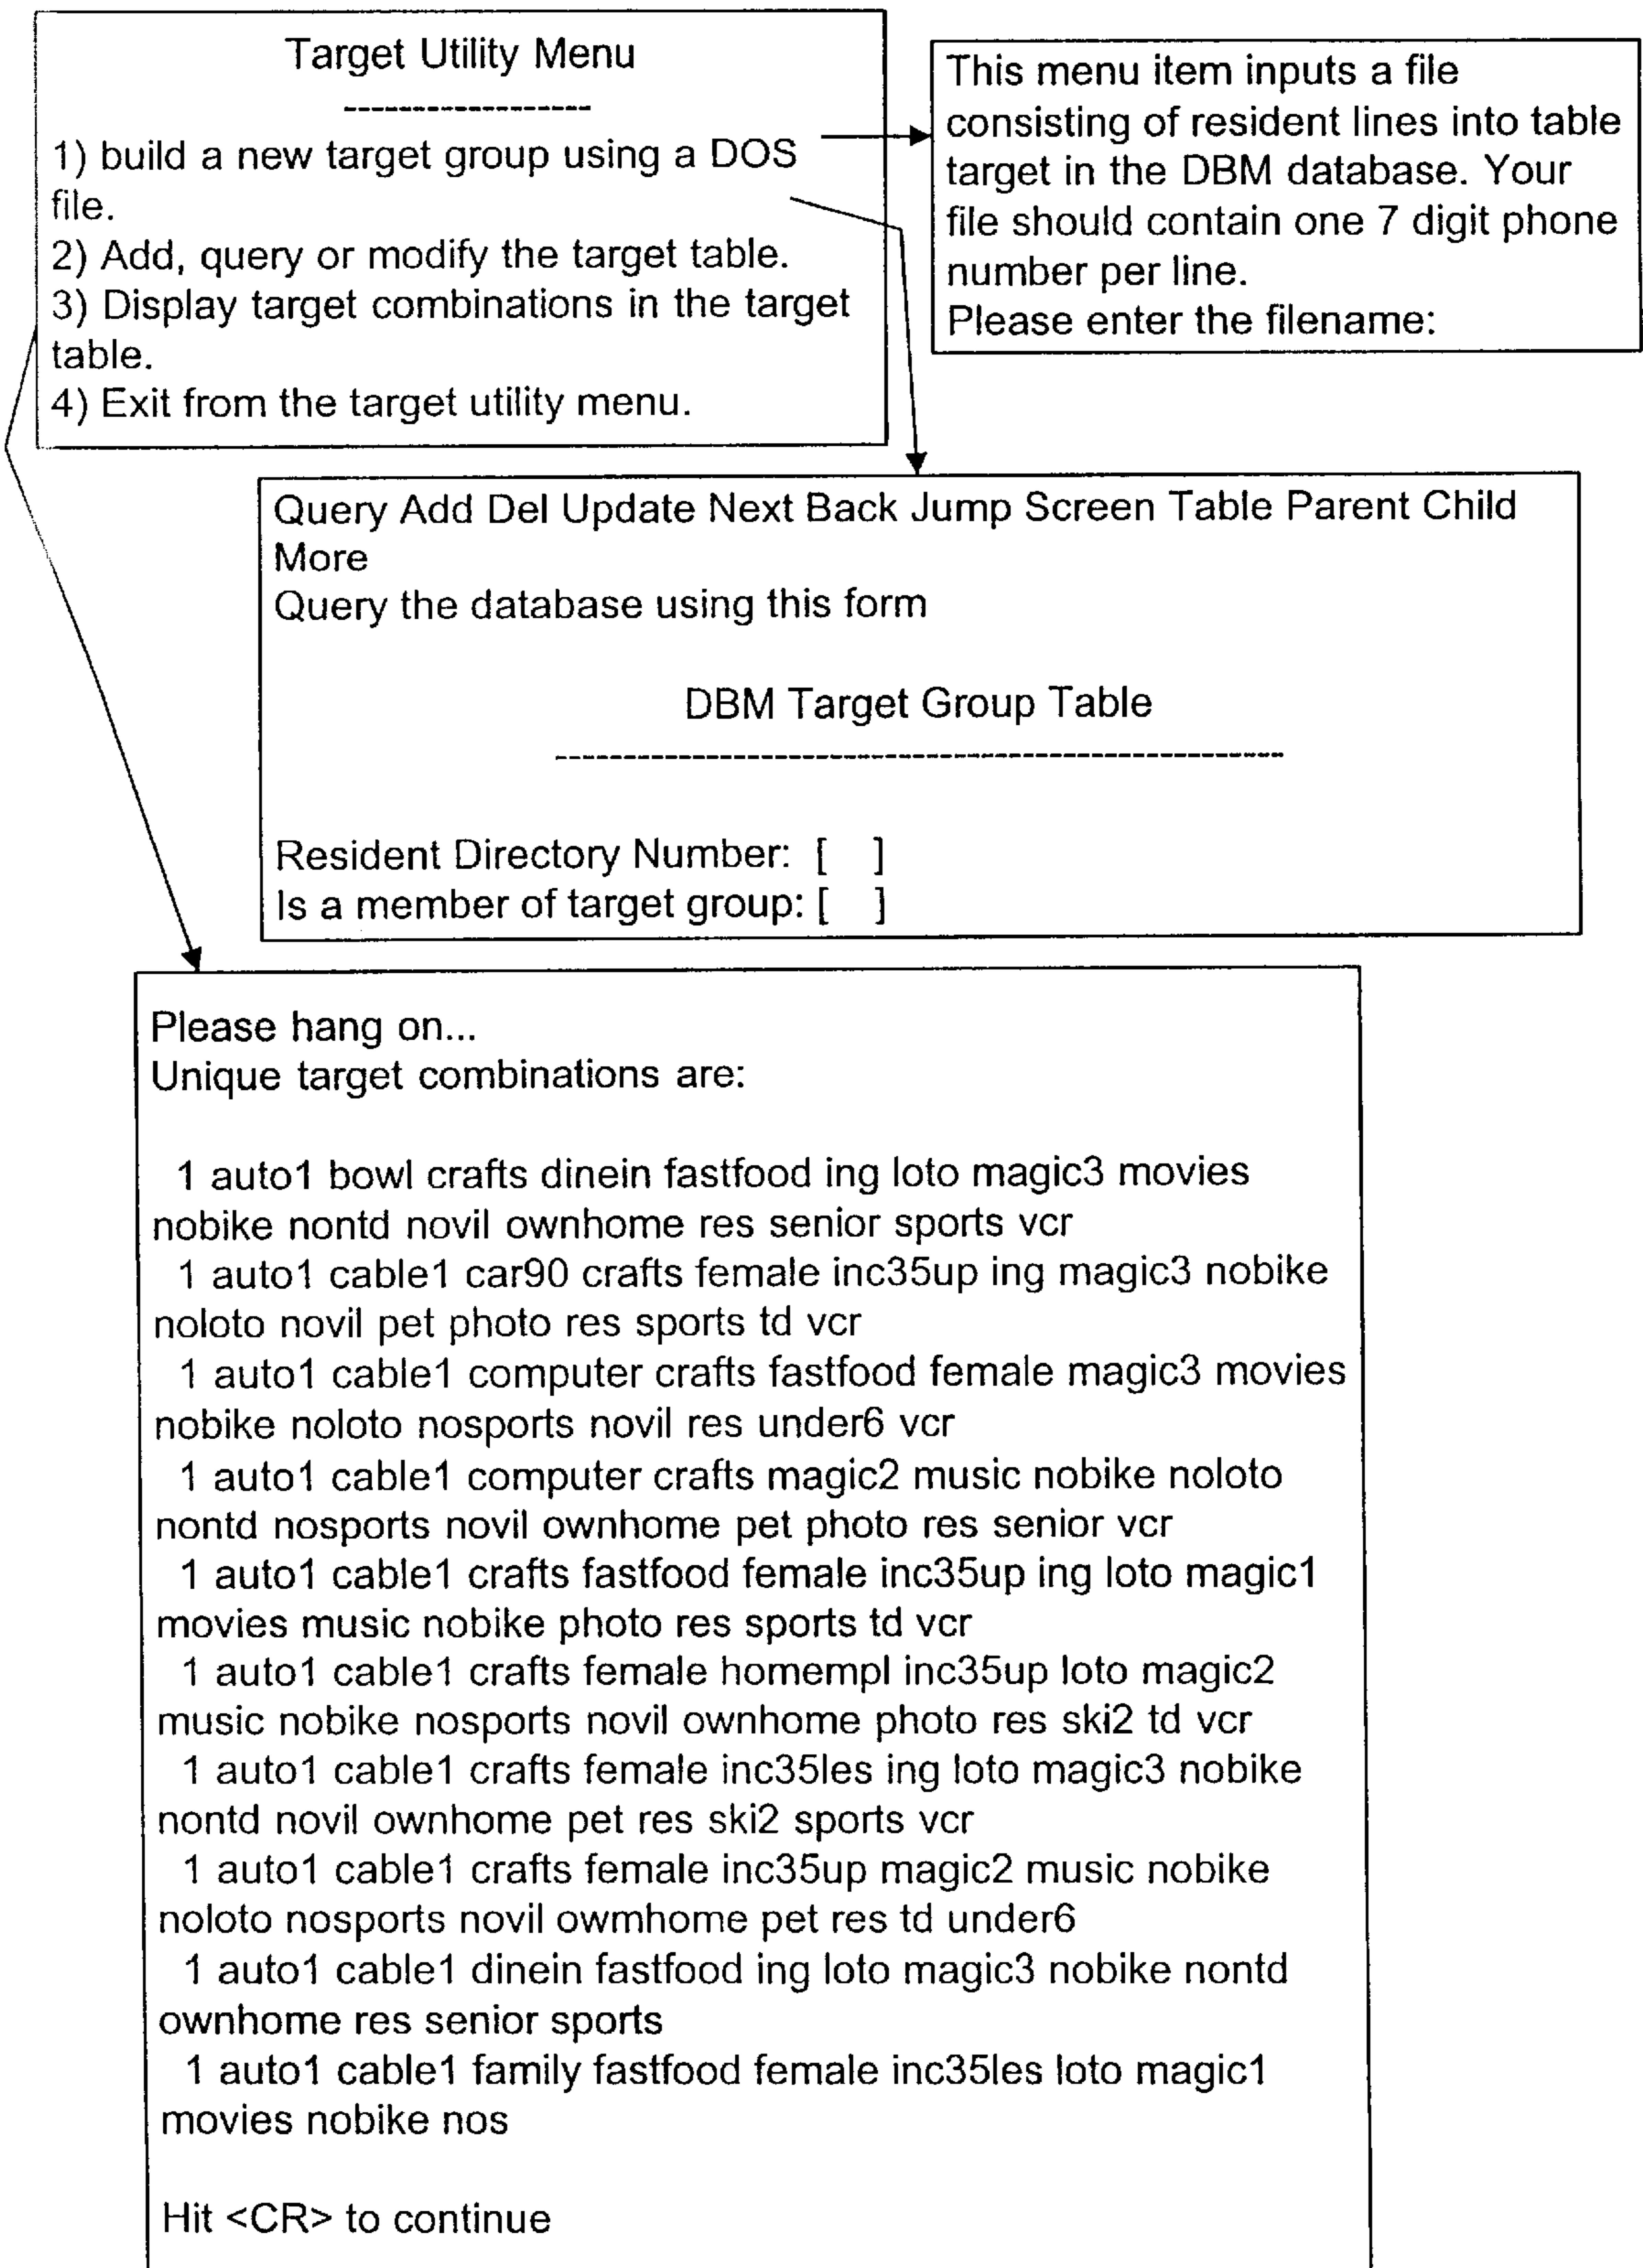 Target Utility Menu
------------------
1) build a new target group using a DOS
file.
2) Add, query or modify the target table.
3) Display target combinations in the target
table.
4) Exit from the target utility menu.
This menu item inputs a file
consisting of resident lines into table
target in the DBM database. Your
file should contain one 7 digit phone
number per line.
Please enter the filename:
Query Add Del Update Next Back Jump Screen Table Parent Child
More
Query the database using this form
DBM Target Group Table
-----------------------------------------------------
Resident Directory Number: [   ]
Is a member of target group: [   ]
Please hang on...
Unique target combinations are:
1 auto1 bowl crafts dinein fastfood ing loto magic3 movies
nobike nontd novil ownhome res senior sports vcr
1 auto1 cable1 car90 crafts female inc35up ing magic3 nobike
noloto novil pet photo res sports td vcr
1 auto1 cable1 computer crafts fastfood female magic3 movies
nobike noloto nosports novil res under6 vcr
1 auto1 cable1 computer crafts magic2 music nobike noloto
nontd nosports novil ownhome pet photo res senior vcr
1 auto1 cable1 crafts fastfood female inc35up ing loto magic1
movies music nobike photo res sports td vcr
1 auto1 cable1 crafts female homempl inc35up loto magic2
music nobike nosports novil ownhome photo res ski2 td vcr
1 auto1 cable1 crafts female inc35les ing loto magic3 nobike
nontd novil ownhome pet res ski2 sports vcr
1 auto1 cable1 crafts female inc35up magic2 music nobike
noloto nosports novil owmhome pet res td under6
1 auto1 cable1 dinein fastfood ing loto magic3 nobike nontd
ownhome res senior sports
1 auto1 cable1 family fastfood female inc35les loto magic1
movies nobike nos
Hit <CR> to continue